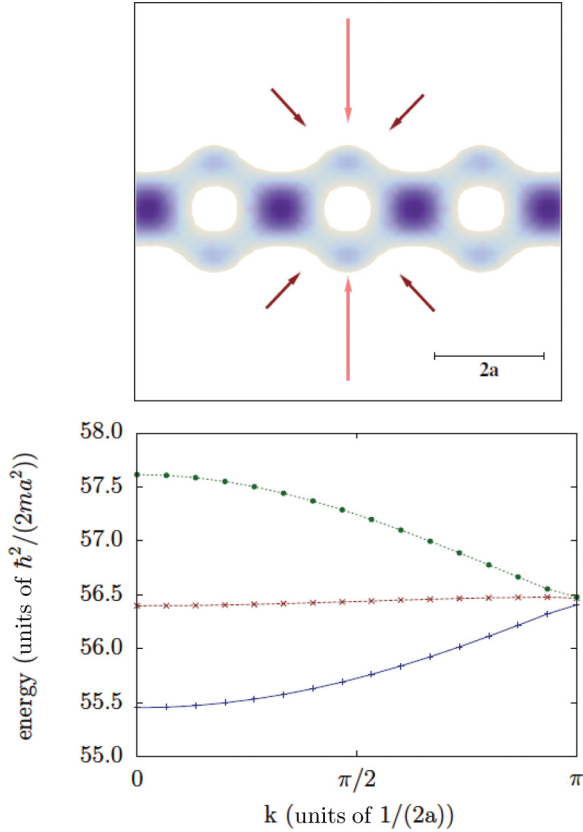 2a
58.0
57.5
57.0
56.5
56.0
55.5
55.0
energy (units of ℏ²/(2ma²))
0
π/2
π
k (units of 1/(2a))